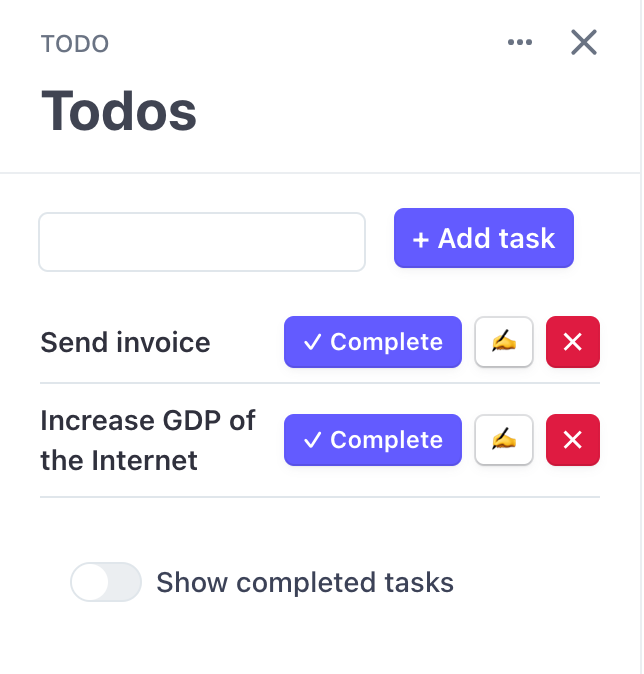 TODO
Todos
+ Add task
Send invoice
✓ Complete
✍️
✕
Increase GDP of
the Internet
✓ Complete
✍️
✕
Show completed tasks